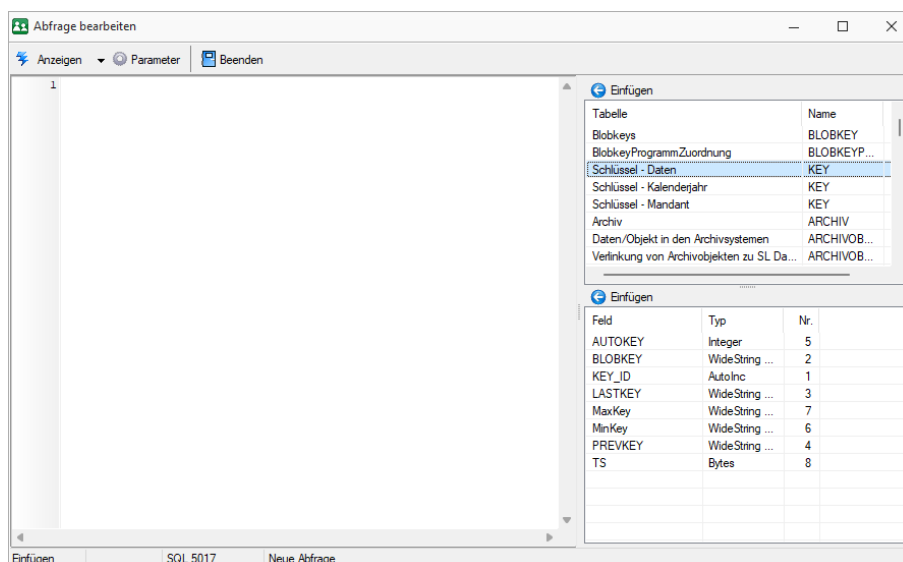 Abfrage bearbeiten
Anzeigen Parameter Beenden
1
Einfügen
Tabelle Name
Blobkeys BLOBKEY
BlobkeyProgrammZuordnung BLOBKEYP...
Schlüssel - Daten KEY
Schlüssel - Kalenderjahr KEY
Schlüssel - Mandant KEY
Archiv ARCHIV
Daten/Objekt in den Archivsystemen ARCHIVOB...
Verlinkung von Archivobjekten zu SL Da... ARCHIVOB...
Einfügen
Feld Typ Nr.
AUTOKEY Integer 5
BLOBKEY WideString ... 2
KEY_ID AutoInc 1
LASTKEY WideString ... 3
MaxKey WideString ... 7
MinKey WideString ... 6
PREVKEY WideString ... 4
TS Bytes 8
Einfügen SQL 5017 Neue Abfrage